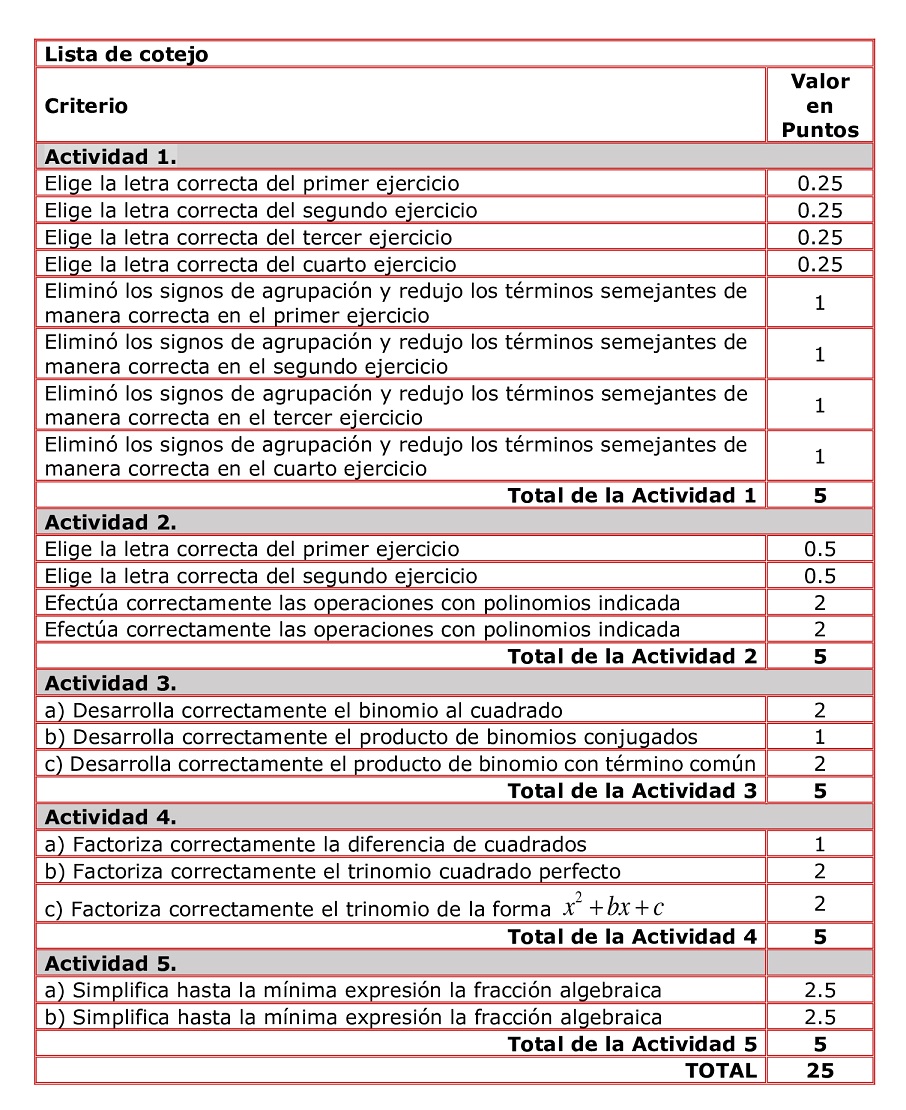 Lista de cotejo
Criterio
Valor
en
Puntos
Actividad 1.
Elige la letra correcta del primer ejercicio 0.25
Elige la letra correcta del segundo ejercicio 0.25
Elige la letra correcta del tercer ejercicio 0.25
Elige la letra correcta del cuarto ejercicio 0.25
Eliminó los signos de agrupación y redujo los términos semejantes de
manera correcta en el primer ejercicio 1
Eliminó los signos de agrupación y redujo los términos semejantes de
manera correcta en el segundo ejercicio 1
Eliminó los signos de agrupación y redujo los términos semejantes de
manera correcta en el tercer ejercicio 1
Eliminó los signos de agrupación y redujo los términos semejantes de
manera correcta en el cuarto ejercicio 1
Total de la Actividad 1 5
Actividad 2.
Elige la letra correcta del primer ejercicio 0.5
Elige la letra correcta del segundo ejercicio 0.5
Efectúa correctamente las operaciones con polinomios indicada 2
Efectúa correctamente las operaciones con polinomios indicada 2
Total de la Actividad 2 5
Actividad 3.
a) Desarrolla correctamente el binomio al cuadrado 2
b) Desarrolla correctamente el producto de binomios conjugados 1
c) Desarrolla correctamente el producto de binomio con término común 2
Total de la Actividad 3 5
Actividad 4.
a) Factoriza correctamente la diferencia de cuadrados 1
b) Factoriza correctamente el trinomio cuadrado perfecto 2
c) Factoriza correctamente el trinomio de la forma x² + bx + c 2
Total de la Actividad 4 5
Actividad 5.
a) Simplifica hasta la mínima expresión la fracción algebraica 2.5
b) Simplifica hasta la mínima expresión la fracción algebraica 2.5
Total de la Actividad 5 5
TOTAL 25